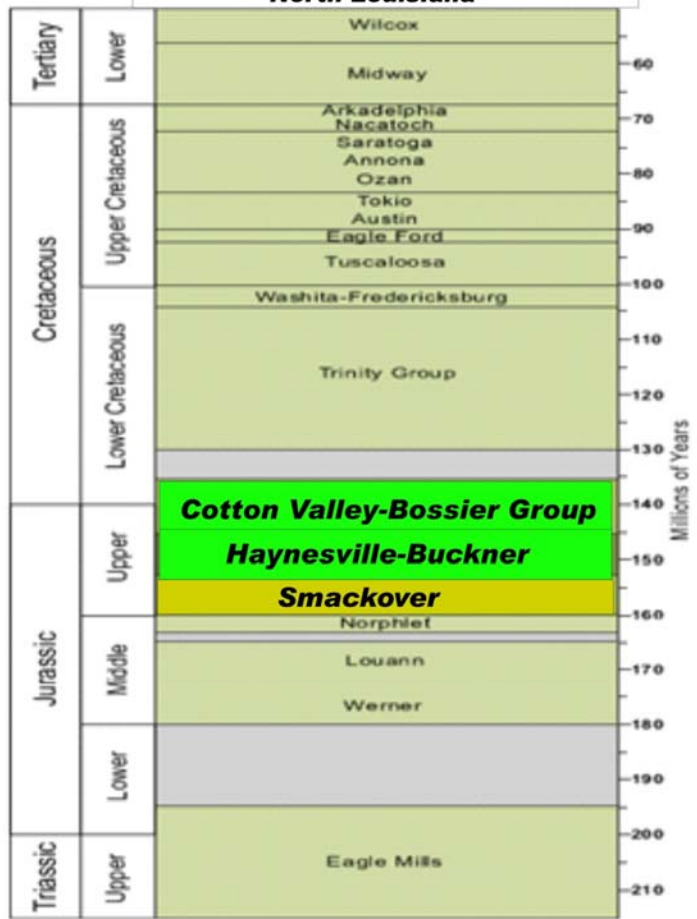 North Louisiana
Tertiary
Lower
Wilcox
Midway
60
Cretaceous
Upper Cretaceous
Arkadelphia
Nacatoch
70
Saratoga
Annona
Ozan
80
Tokio
Austin
90
Eagle Ford
Tuscaloosa
100
Lower Cretaceous
Washita-Fredericksburg
110
Trinity Group
120
130
Millions of Years
Jurassic
Upper
Cotton Valley-Bossier Group
140
Haynesville-Buckner
150
Smackover
160
Middle
Norphlet
Louann
170
Werner
180
Lower
190
200
Triassic
Upper
Eagle Mills
210